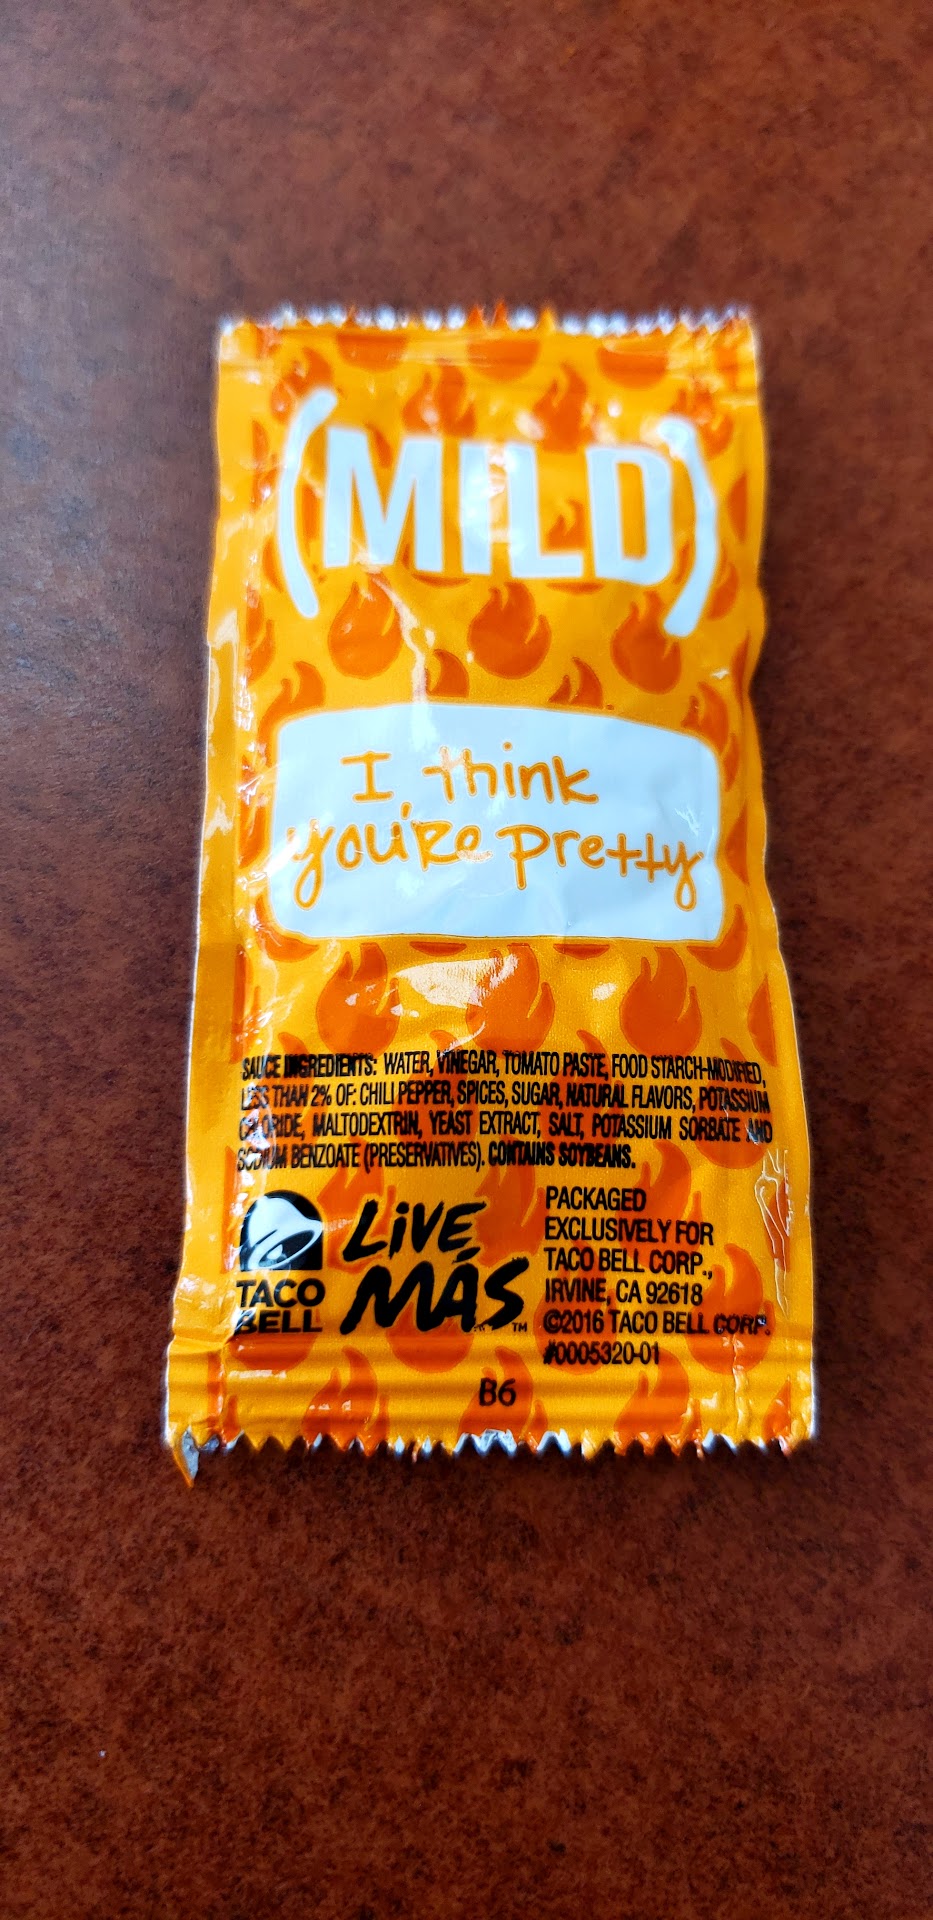 (MILD)
I think
you're pretty
SAUCE INGREDIENTS: WATER, VINEGAR, TOMATO PASTE, FOOD STARCH-MODIFIED,
LESS THAN 2% OF: CHILI PEPPER, SPICES, SUGAR, NATURAL FLAVORS, POTASSIUM
CHLORIDE, MALTODEXTRIN, YEAST EXTRACT, SALT, POTASSIUM SORBATE AND
SODIUM BENZOATE (PRESERVATIVES). CONTAINS SOYBEANS.
TACO
BELL
LIVE
MÁS™
PACKAGED
EXCLUSIVELY FOR
TACO BELL CORP.,
IRVINE, CA 92618
©2016 TACO BELL CORP.
#0005320-01
B6